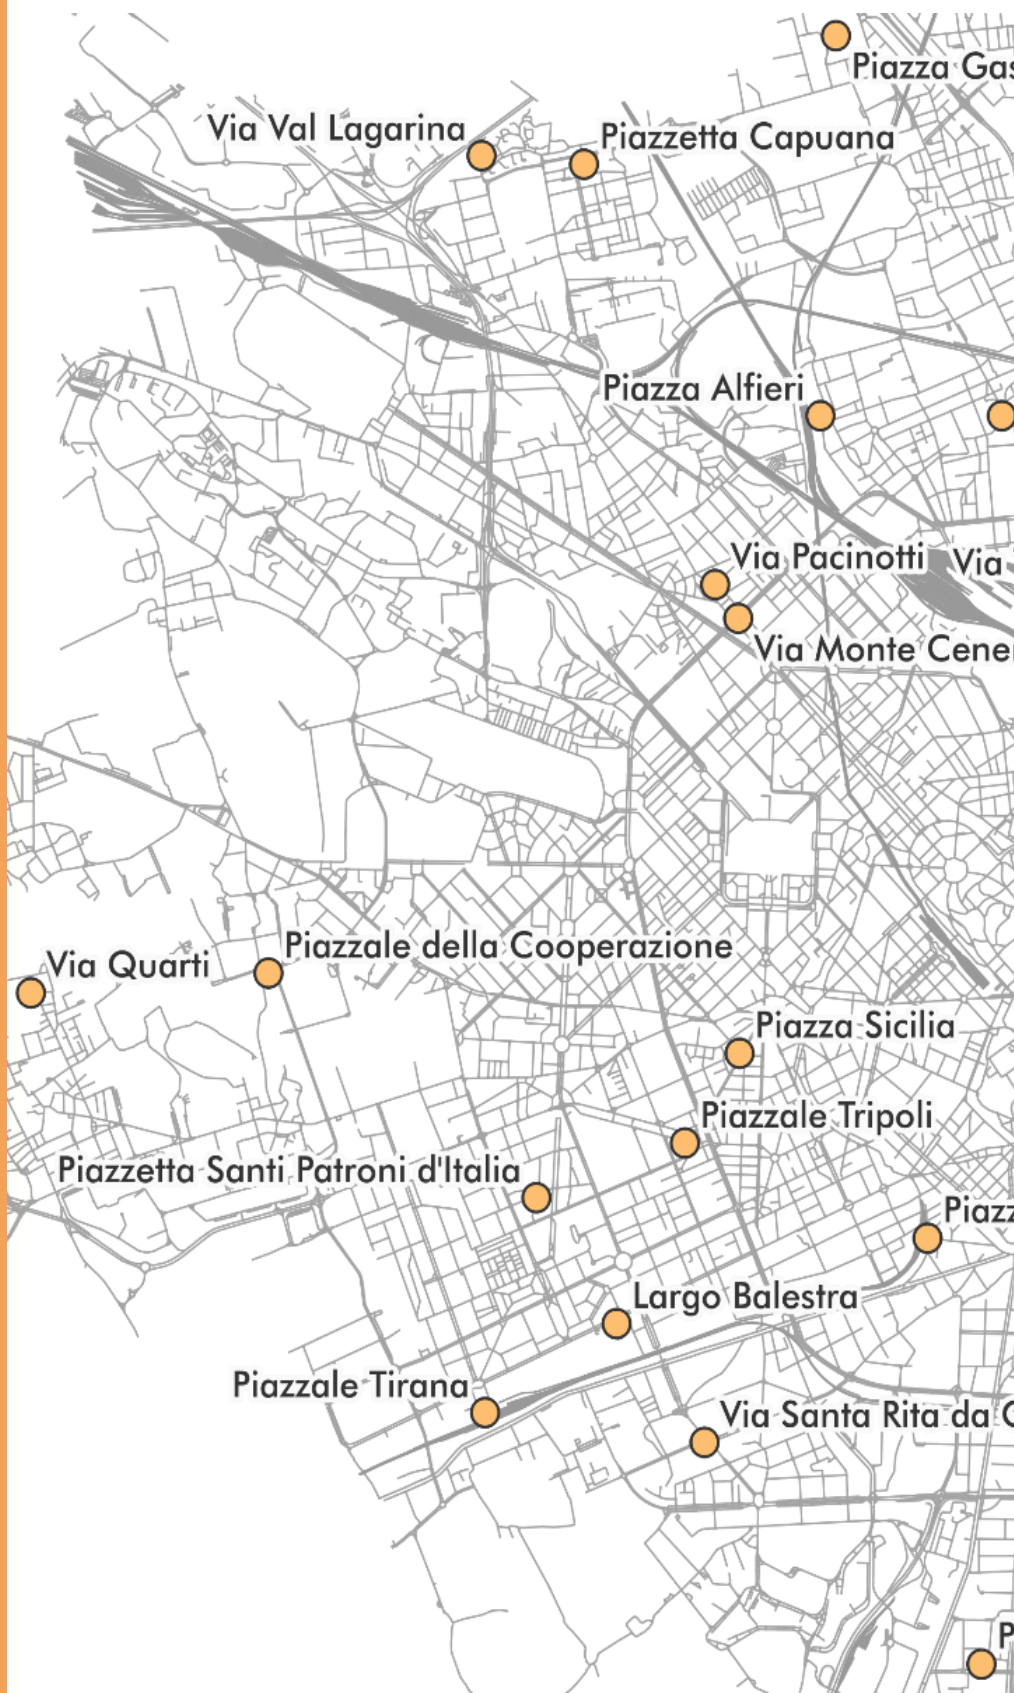 Piazza Gas
Via Val Lagarina
Piazzetta Capuana
Piazza Alfieri
Via Pacinotti
Via
Via Monte Cene
Piazzale della Cooperazione
Via Quarti
Piazza Sicilia
Piazzale Tripoli
Piazzetta Santi Patroni d'Italia
Piazz
Largo Balestra
Piazzale Tirana
Via Santa Rita da
P